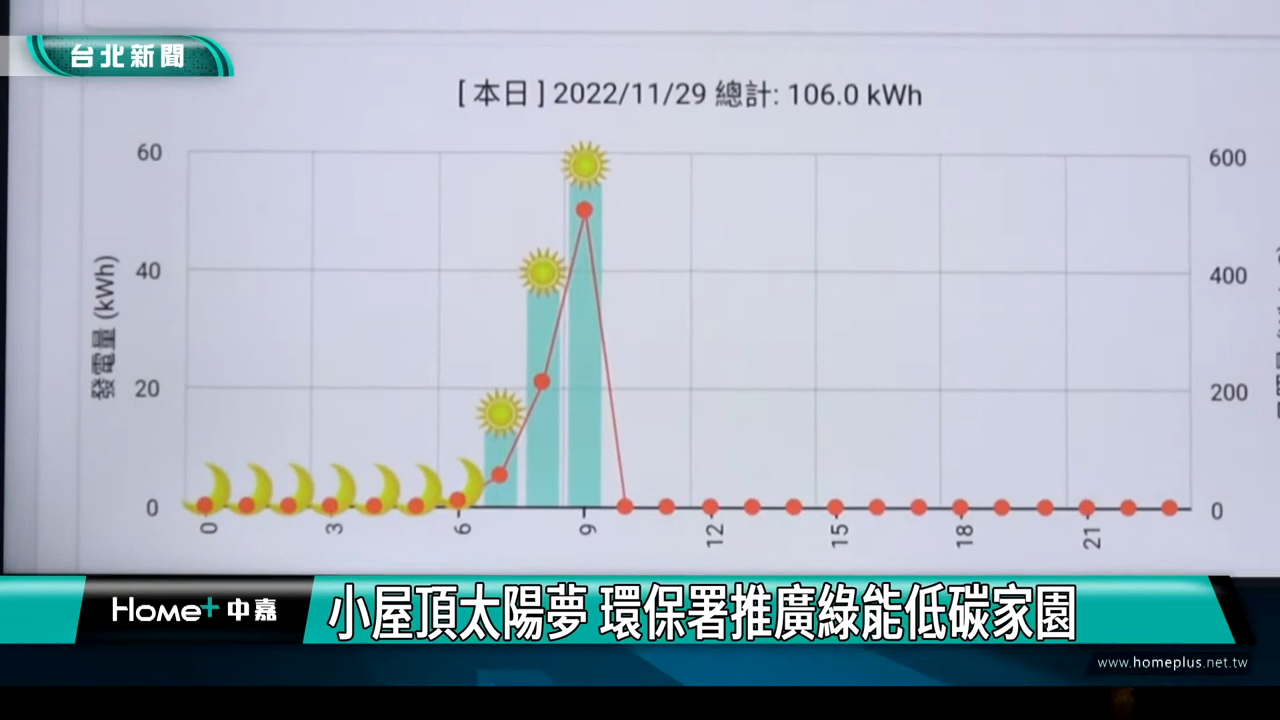 台北新聞
[ 本日 ] 2022/11/29 總計: 106.0 kWh
60
600
40
400
20
200
0
0
發電量 (kWh)
0
3
6
9
12
15
18
21
Home+ 中嘉
小屋頂太陽夢 環保署推廣綠能低碳家園
www.homeplus.net.tw